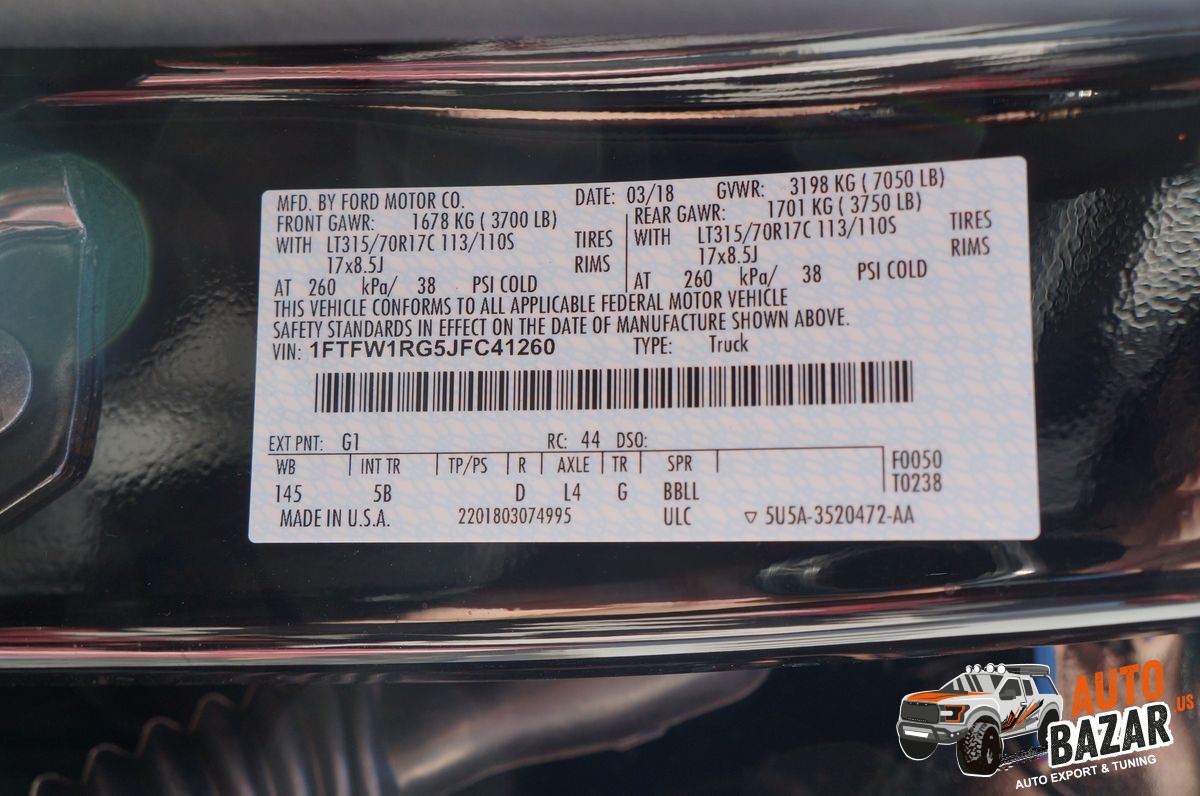 MFD. BY FORD MOTOR CO. DATE: 03/18 GVWR: 3198 KG ( 7050 LB)
FRONT GAWR: 1678 KG ( 3700 LB) REAR GAWR: 1701 KG ( 3750 LB)
WITH LT315/70R17C 113/110S TIRES WITH LT315/70R17C 113/110S TIRES
17x8.5J RIMS 17x8.5J RIMS
AT 260 kPa/ 38 PSI COLD AT 260 kPa/ 38 PSI COLD
THIS VEHICLE CONFORMS TO ALL APPLICABLE FEDERAL MOTOR VEHICLE
SAFETY STANDARDS IN EFFECT ON THE DATE OF MANUFACTURE SHOWN ABOVE.
VIN: 1FTFW1RG5JFC41260 TYPE: Truck
EXT PNT: G1 RC: 44 DSO:
WB INT TR TP/PS R AXLE TR SPR F0050
145 5B D L4 G BBLL T0238
MADE IN U.S.A. 2201803074995 ULC ▽ 5U5A-3520472-AA
AUTO
BAZAR.US
AUTO EXPORT & TUNING